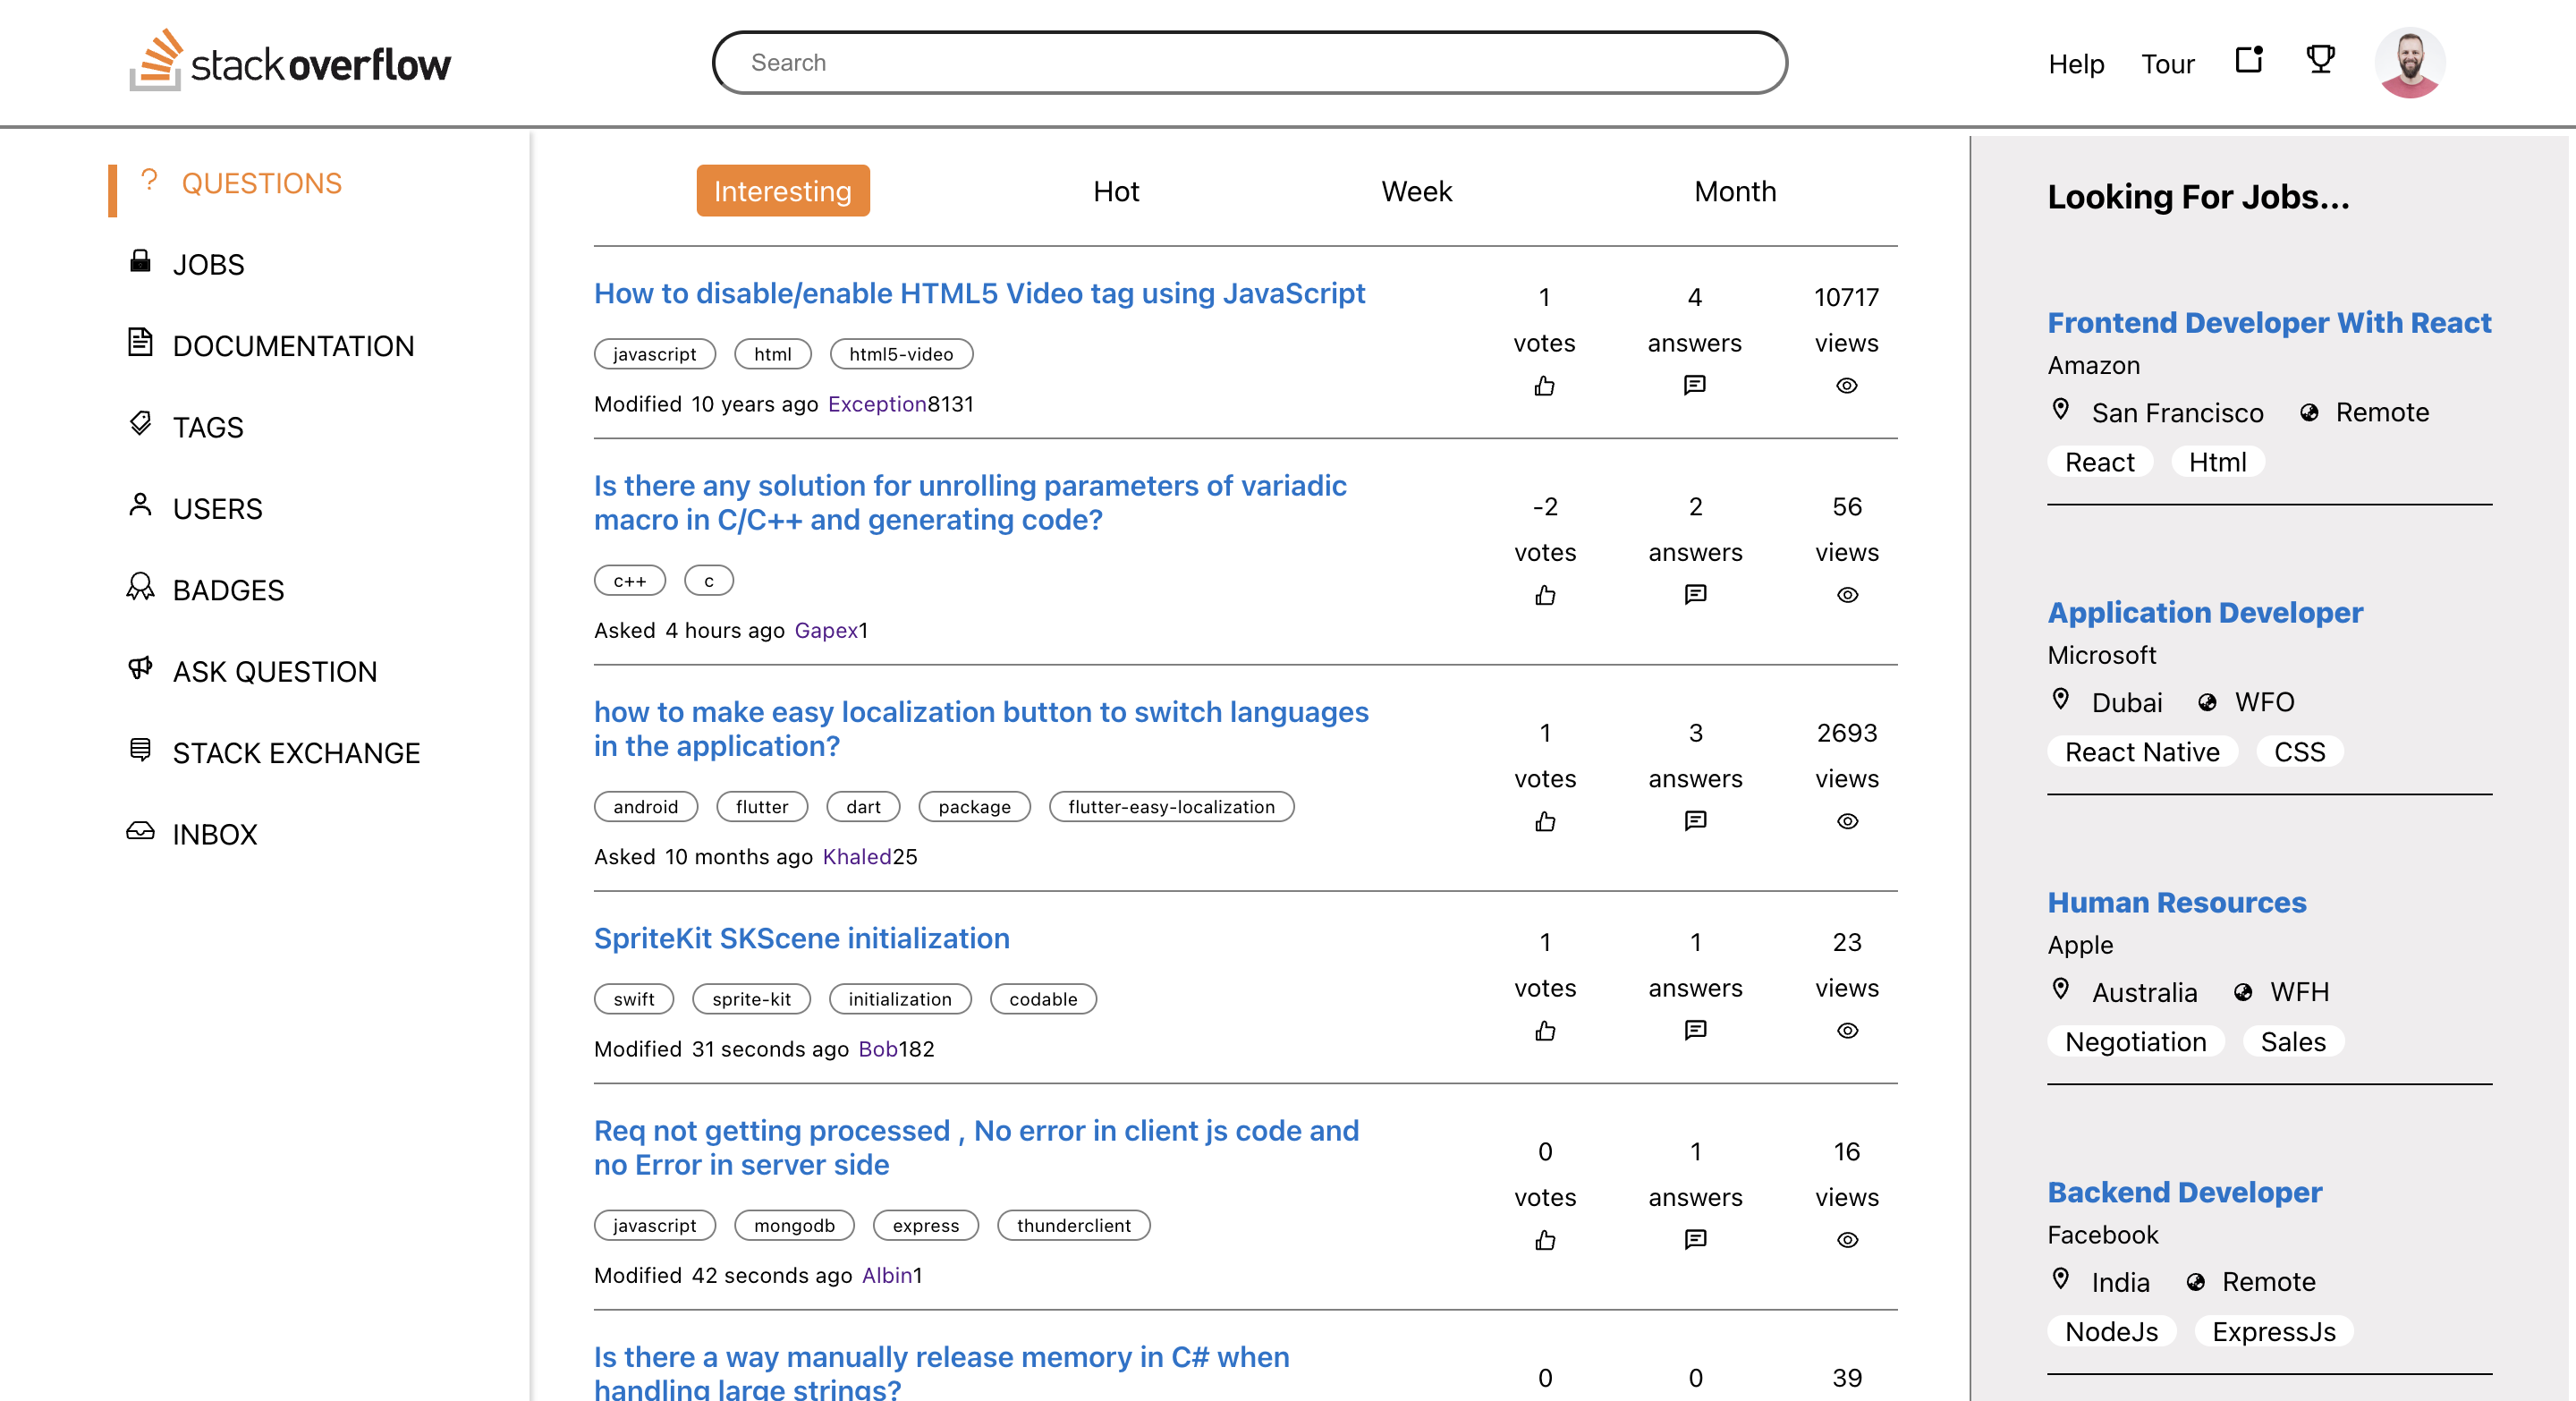 stackoverflow
Search
Help Tour
? QUESTIONS
JOBS
DOCUMENTATION
TAGS
USERS
BADGES
ASK QUESTION
STACK EXCHANGE
INBOX
Interesting Hot Week Month
How to disable/enable HTML5 Video tag using JavaScript
javascript html html5-video
Modified 10 years ago Exception8131
1 4 10717
votes answers views
Is there any solution for unrolling parameters of variadic
macro in C/C++ and generating code?
c++ c
Asked 4 hours ago Gapex1
-2 2 56
votes answers views
how to make easy localization button to switch languages
in the application?
android flutter dart package flutter-easy-localization
Asked 10 months ago Khaled25
1 3 2693
votes answers views
SpriteKit SKScene initialization
swift sprite-kit initialization codable
Modified 31 seconds ago Bob182
1 1 23
votes answers views
Req not getting processed , No error in client js code and
no Error in server side
javascript mongodb express thunderclient
Modified 42 seconds ago Albin1
0 1 16
votes answers views
Is there a way manually release memory in C# when
handling large strings?
0 0 39
Looking For Jobs...
Frontend Developer With React
Amazon
San Francisco Remote
React Html
Application Developer
Microsoft
Dubai WFO
React Native CSS
Human Resources
Apple
Australia WFH
Negotiation Sales
Backend Developer
Facebook
India Remote
NodeJs ExpressJs